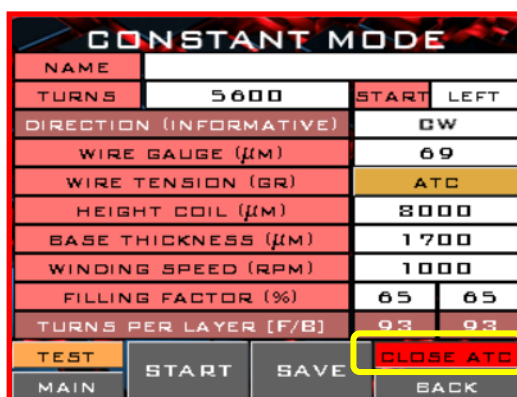 CONSTANT MODE
NAME
TURNS 5600 START LEFT
DIRECTION (INFORMATIVE) CW
WIRE GAUGE (µM) 69
WIRE TENSION (GR) ATC
HEIGHT COIL (µM) 8000
BASE THICKNESS (µM) 1700
WINDING SPEED (RPM) 1000
FILLING FACTOR (%) 65 65
TURNS PER LAYER [F/B] 93 93
TEST START SAVE CLOSE ATC
MAIN BACK